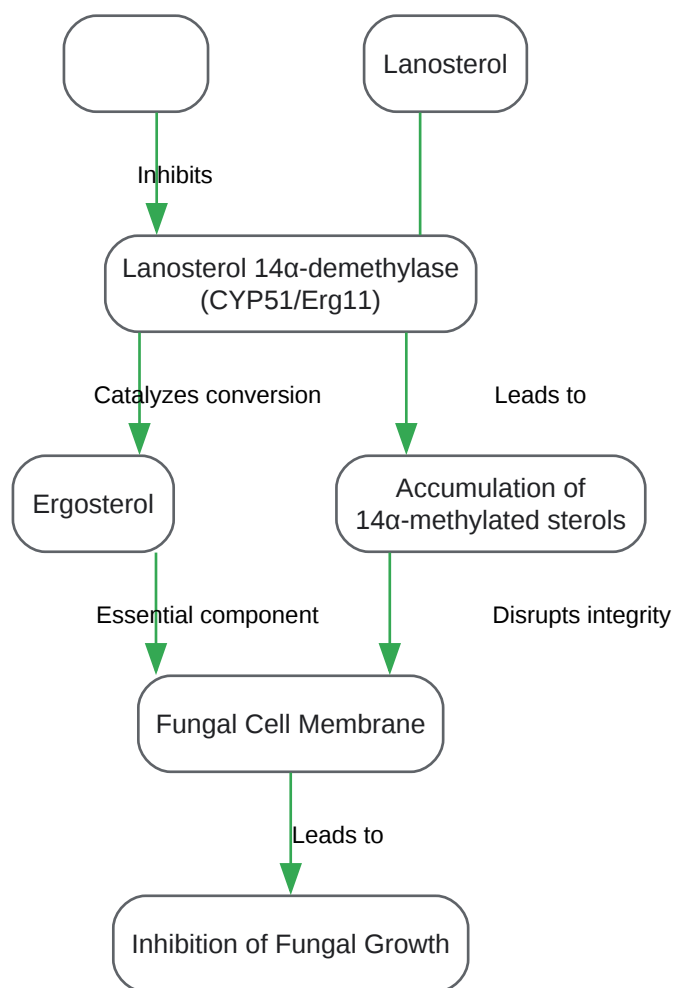 Lanosterol
Inhibits
Lanosterol 14α-demethylase
(CYP51/Erg11)
Catalyzes conversion
Leads to
Ergosterol
Accumulation of
14α-methylated sterols
Essential component
Disrupts integrity
Fungal Cell Membrane
Leads to
Inhibition of Fungal Growth